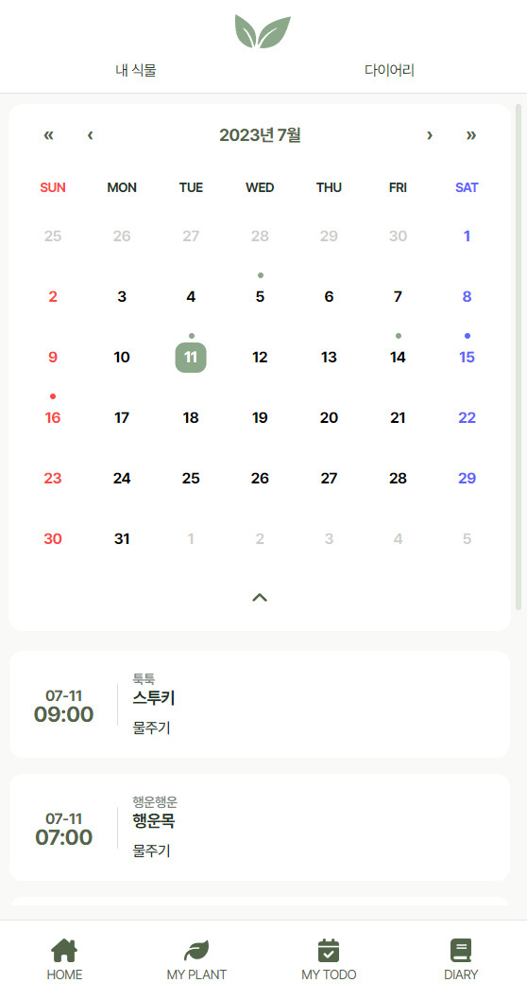 내 식물 다이어리
« ‹ 2023년 7월 › »
SUN MON TUE WED THU FRI SAT
25 26 27 28 29 30 1
2 3 4 5 6 7 8
9 10 11 12 13 14 15
16 17 18 19 20 21 22
23 24 25 26 27 28 29
30 31 1 2 3 4 5
툭툭
07-11
스투키
09:00
물주기
행운행운
07-11
행운목
07:00
물주기
HOME MY PLANT MY TODO DIARY